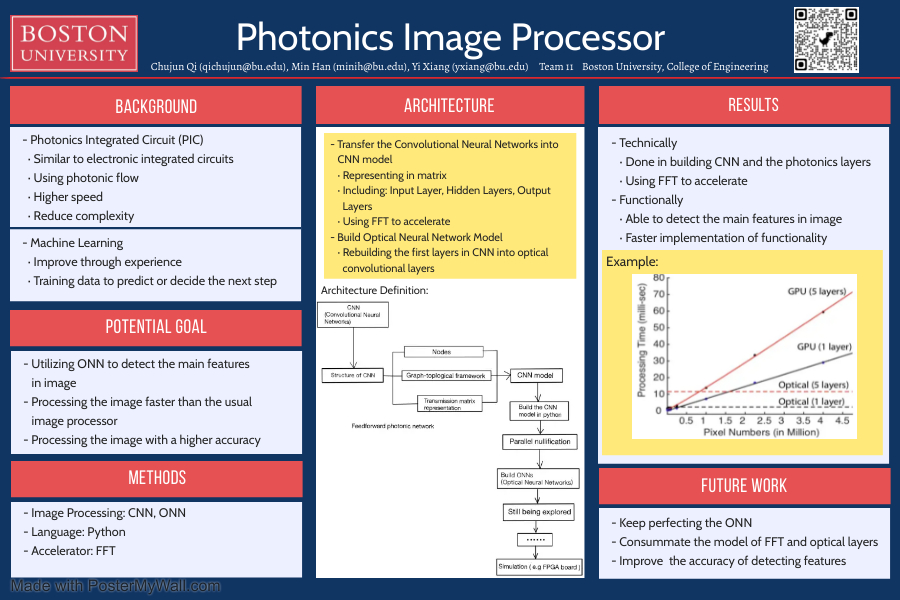 BOSTON
UNIVERSITY
Photonics Image Processor
Chujun Qi (qichujun@bu.edu), Min Han (minih@bu.edu), Yi Xiang (yxiang@bu.edu) Team 11 Boston University, College of Engineering
BACKGROUND
- Photonics Integrated Circuit (PIC)
· Similar to electronic integrated circuits
· Using photonic flow
· Higher speed
· Reduce complexity
- Machine Learning
· Improve through experience
· Training data to predict or decide the next step
POTENTIAL GOAL
- Utilizing ONN to detect the main features
in image
- Processing the image faster than the usual
image processor
- Processing the image with a higher accuracy
METHODS
- Image Processing: CNN, ONN
- Language: Python
- Accelerator: FFT
Made with PosterMyWall.com
ARCHITECTURE
- Transfer the Convolutional Neural Networks into
CNN model
· Representing in matrix
· Including: Input Layer, Hidden Layers, Output
Layers
· Using FFT to accelerate
- Build Optical Neural Network Model
· Rebuilding the first layers in CNN into optical
convolutional layers
Architecture Definition:
CNN
(Convolutional Neural
Networks)
Structure of CNN
Nodes
Graph-toplogical framework
Transmission matrix
representation
Feedforward photonic network
CNN model
Build the CNN
model in python
Parallel nullification
Build ONNs
(Optical Neural Networks)
Still being explored
······
Simulation ( e.g FPGA board )
RESULTS
- Technically
· Done in building CNN and the photonics layers
· Using FFT to accelerate
- Functionally
· Able to detect the main features in image
· Faster implementation of functionality
Example:
Processing Time (milli-sec)
80
70
60
50
40
30
20
10
0
GPU (5 layers)
GPU (1 layer)
Optical (5 layers)
Optical (1 layer)
0.5 1 1.5 2 2.5 3 3.5 4 4.5
Pixel Numbers (in Million)
FUTURE WORK
- Keep perfecting the ONN
- Consummate the model of FFT and optical layers
- Improve the accuracy of detecting features